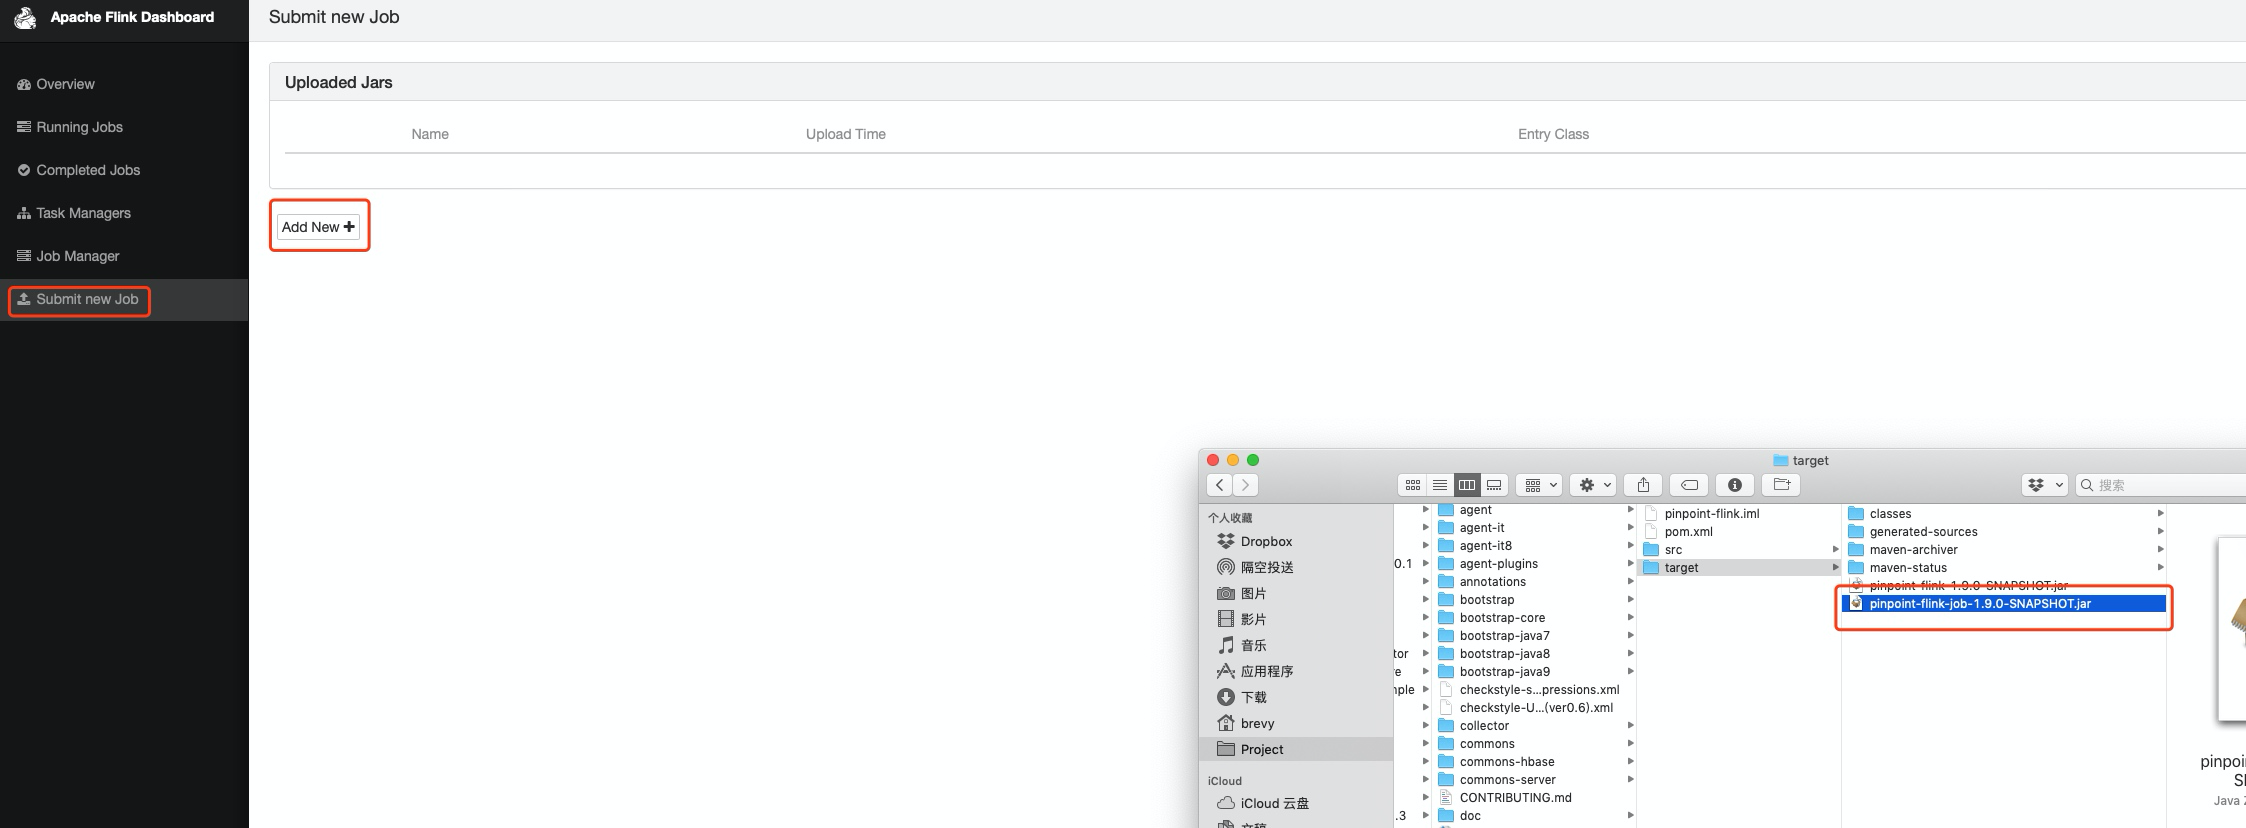 Apache Flink Dashboard
Submit new Job
Overview
Running Jobs
Completed Jobs
Task Managers
Job Manager
Submit new Job
Uploaded Jars
Name Upload Time Entry Class
Add New
target
搜索
个人收藏
Dropbox
隔空投送
图片
影片
音乐
应用程序
下载
brevy
Project
iCloud
iCloud 云盘
文稿
0.1
tor
re
nple
.3
agent
agent-it
agent-it8
agent-plugins
annotations
bootstrap
bootstrap-core
bootstrap-java7
bootstrap-java8
bootstrap-java9
checkstyle-s...pressions.xml
checkstyle-U...(ver0.6).xml
collector
commons
commons-hbase
commons-server
CONTRIBUTING.md
doc
pinpoint-flink.iml
pom.xml
src
target
classes
generated-sources
maven-archiver
maven-status
pinpoint-flink-1.9.0-SNAPSHOT.jar
pinpoint-flink-job-1.9.0-SNAPSHOT.jar
pinpoi
S
Java